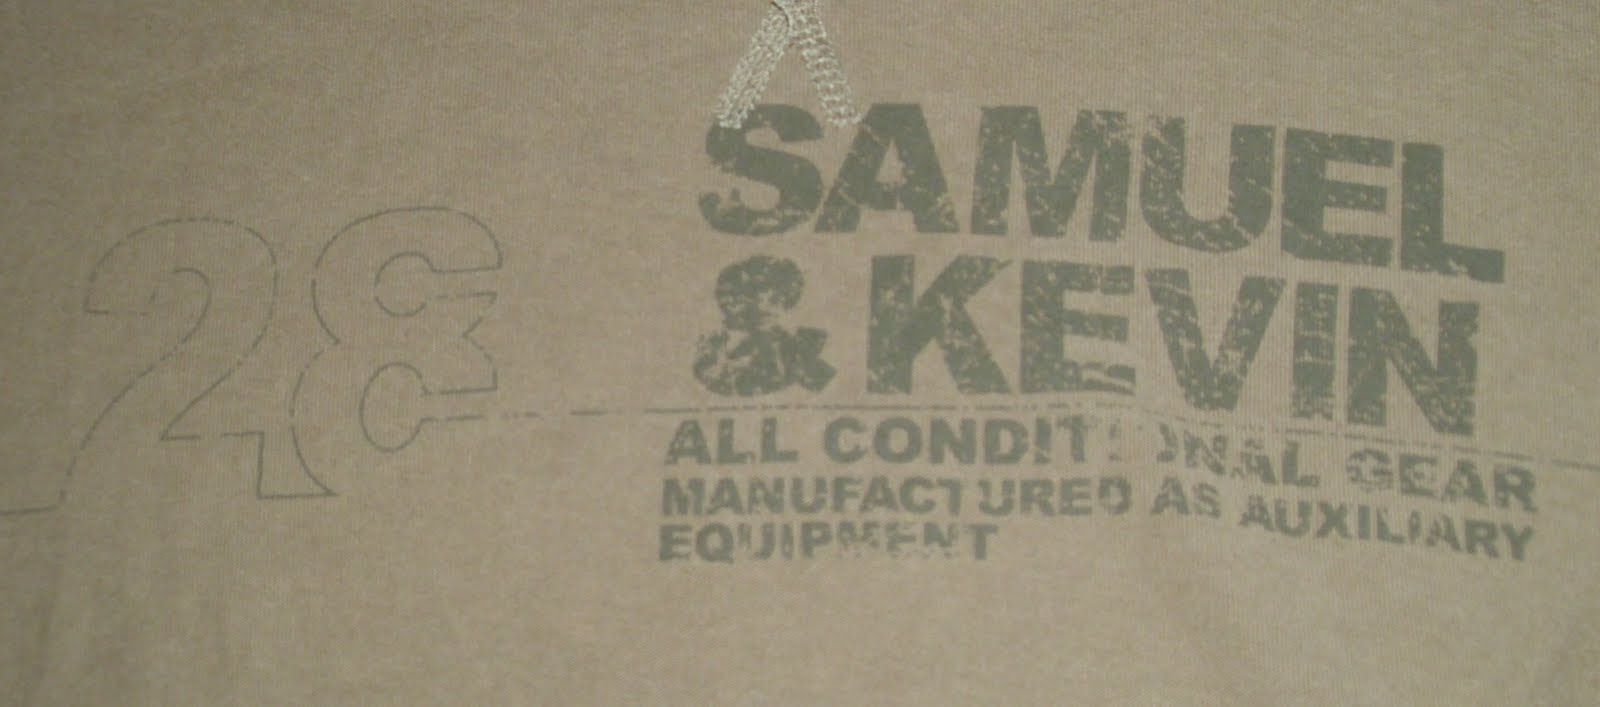 28
SAMUEL
& KEVIN
ALL CONDITIONAL GEAR
MANUFACTURED AS AUXILIARY
EQUIPMENT